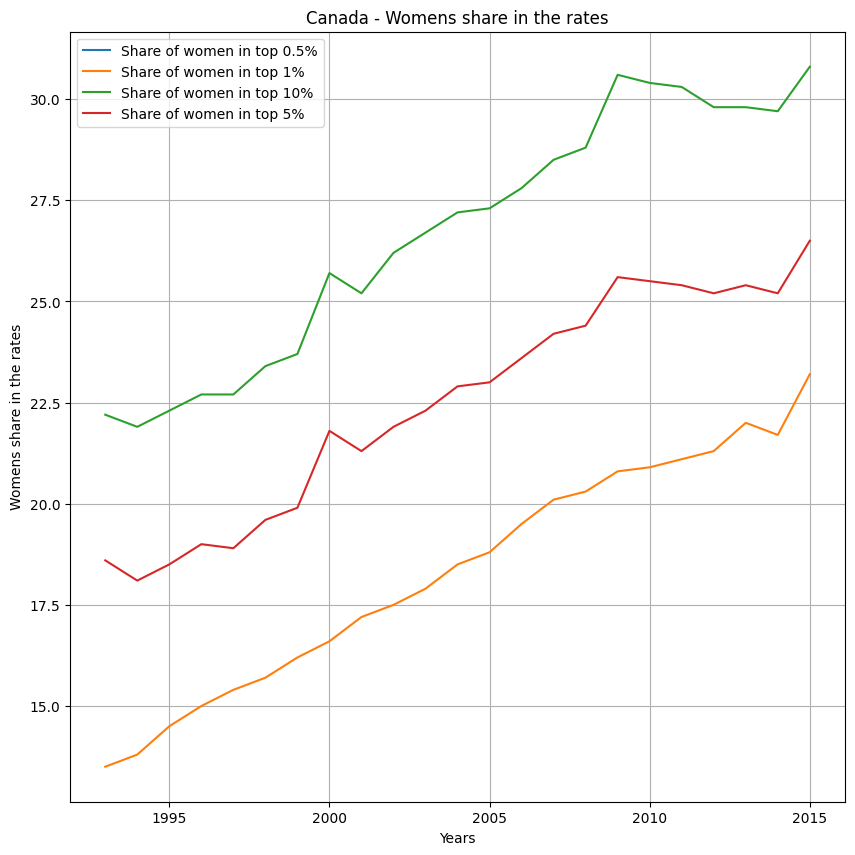 Canada - Womens share in the rates
Share of women in top 0.5%
Share of women in top 1%
Share of women in top 10%
Share of women in top 5%
30.0
27.5
25.0
22.5
20.0
17.5
15.0
Womens share in the rates
1995
2000
2005
2010
2015
Years